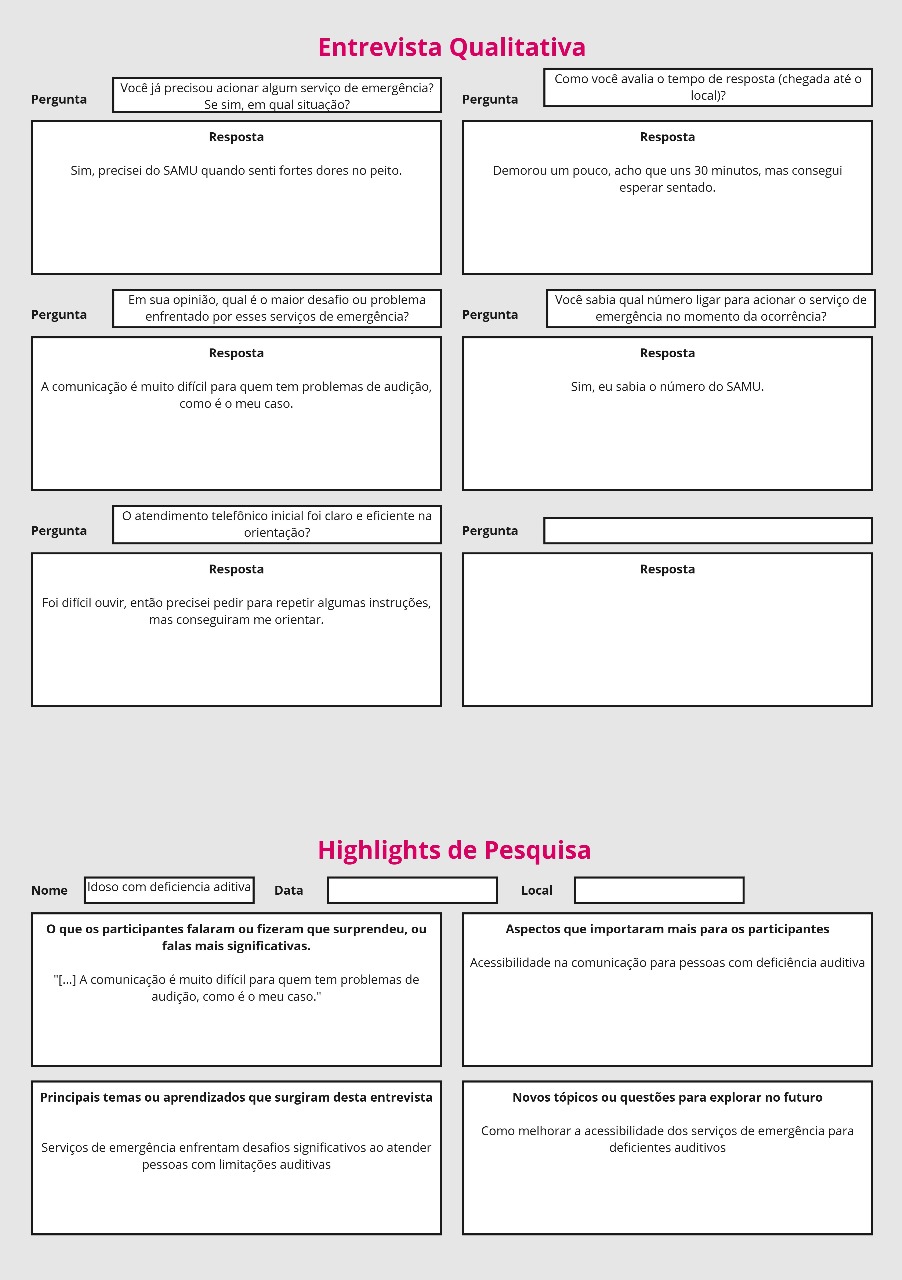 Entrevista Qualitativa
Pergunta
Você já precisou acionar algum serviço de emergência?
Se sim, em qual situação?
Resposta
Sim, precisei do SAMU quando senti fortes dores no peito.
Pergunta
Como você avalia o tempo de resposta (chegada até o
local)?
Resposta
Demorou um pouco, acho que uns 30 minutos, mas consegui
esperar sentado.
Pergunta
Em sua opinião, qual é o maior desafio ou problema
enfrentado por esses serviços de emergência?
Resposta
A comunicação é muito difícil para quem tem problemas de audição,
como é o meu caso.
Pergunta
Você sabia qual número ligar para acionar o serviço de
emergência no momento da ocorrência?
Resposta
Sim, eu sabia o número do SAMU.
Pergunta
O atendimento telefônico inicial foi claro e eficiente na
orientação?
Resposta
Foi difícil ouvir, então precisei pedir para repetir algumas instruções,
mas conseguiram me orientar.
Pergunta
Resposta
Highlights de Pesquisa
Nome
Idoso com deficiencia aditiva
Data
Local
O que os participantes falaram ou fizeram que surpreendeu, ou
falas mais significativas.
"[...] A comunicação é muito difícil para quem tem problemas de
audição, como é o meu caso."
Aspectos que importaram mais para os participantes
Acessibilidade na comunicação para pessoas com deficiência auditiva
Principais temas ou aprendizados que surgiram desta entrevista
Serviços de emergência enfrentam desafios significativos ao atender
pessoas com limitações auditivas
Novos tópicos ou questões para explorar no futuro
Como melhorar a acessibilidade dos serviços de emergência para
deficientes auditivos